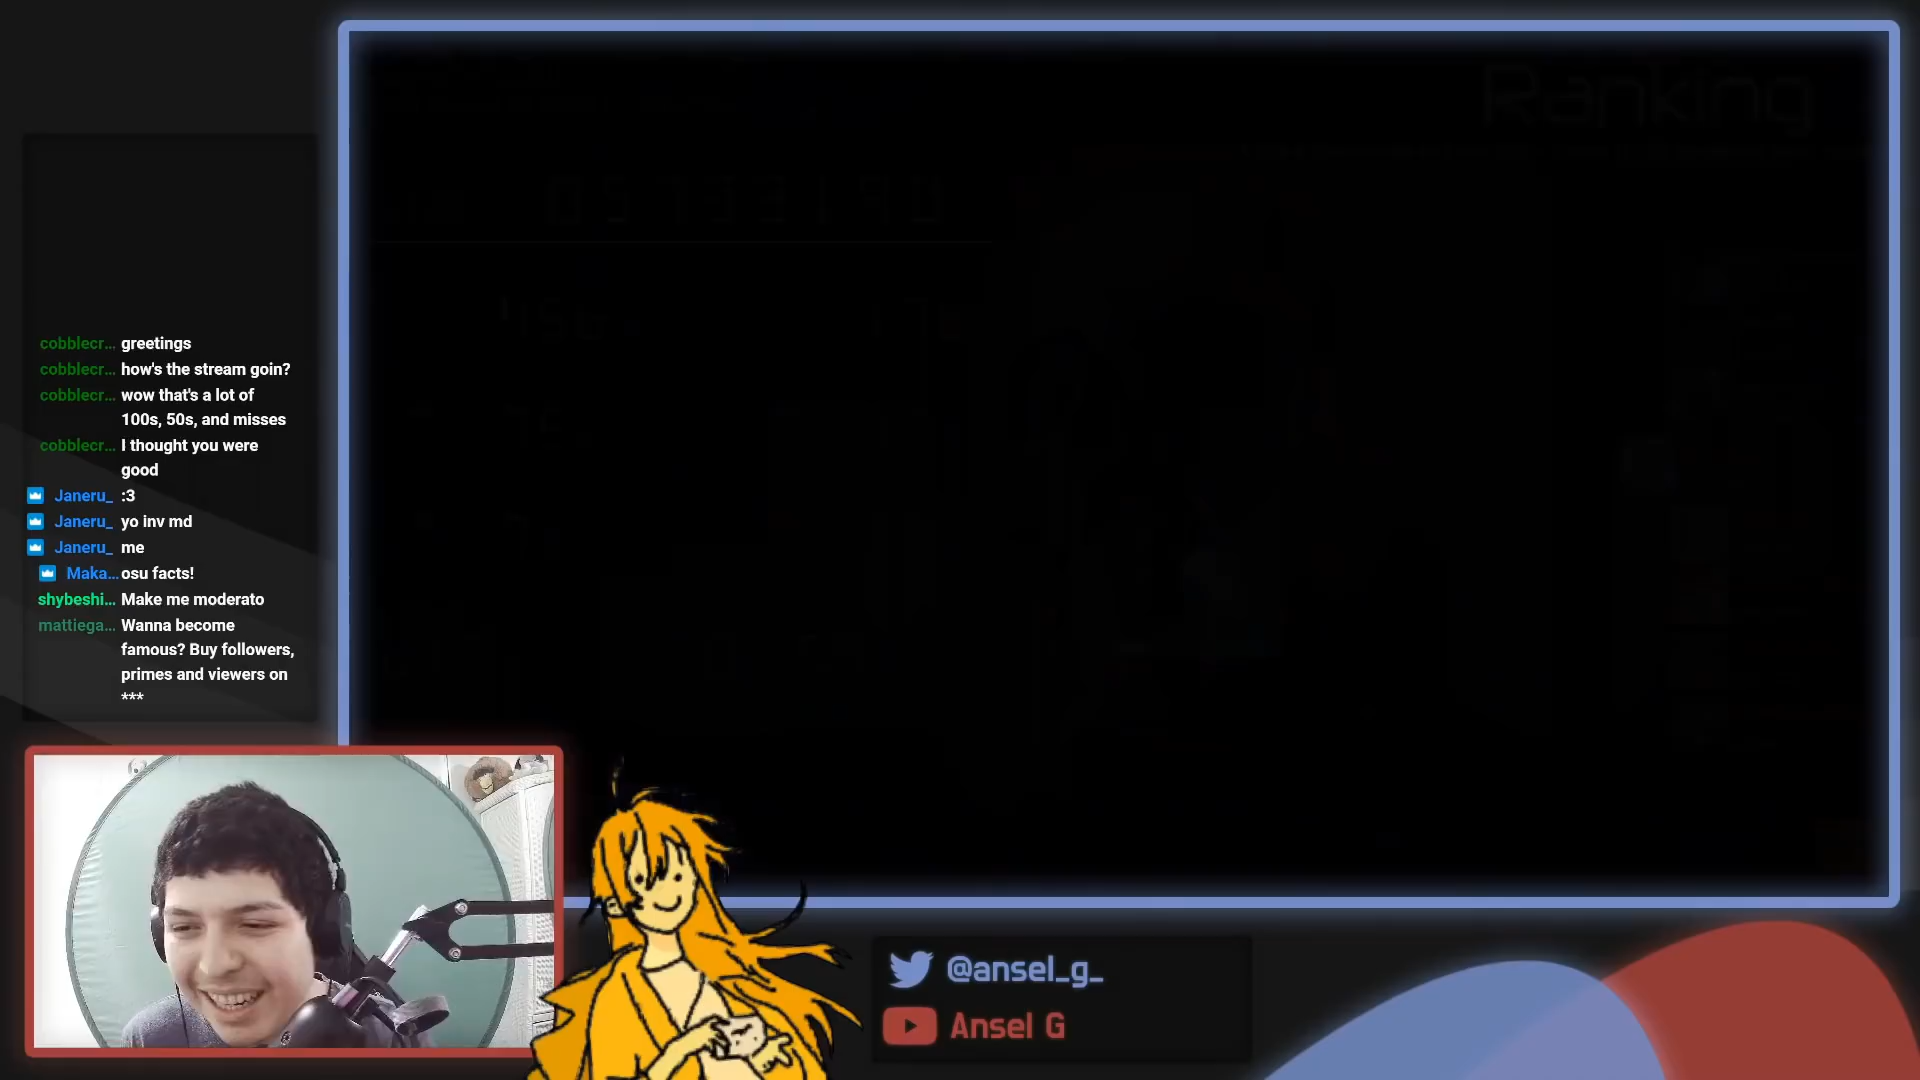 Ranking
cobblecr... greetings
cobblecr... how's the stream goin?
cobblecr... wow that's a lot of
100s, 50s, and misses
cobblecr... I thought you were
good
Janeru_ :3
Janeru_ yo inv md
Janeru_ me
Maka... osu facts!
shybeshi... Make me moderato
mattiega... Wanna become
famous? Buy followers,
primes and viewers on
***
@ansel_g_
Ansel G